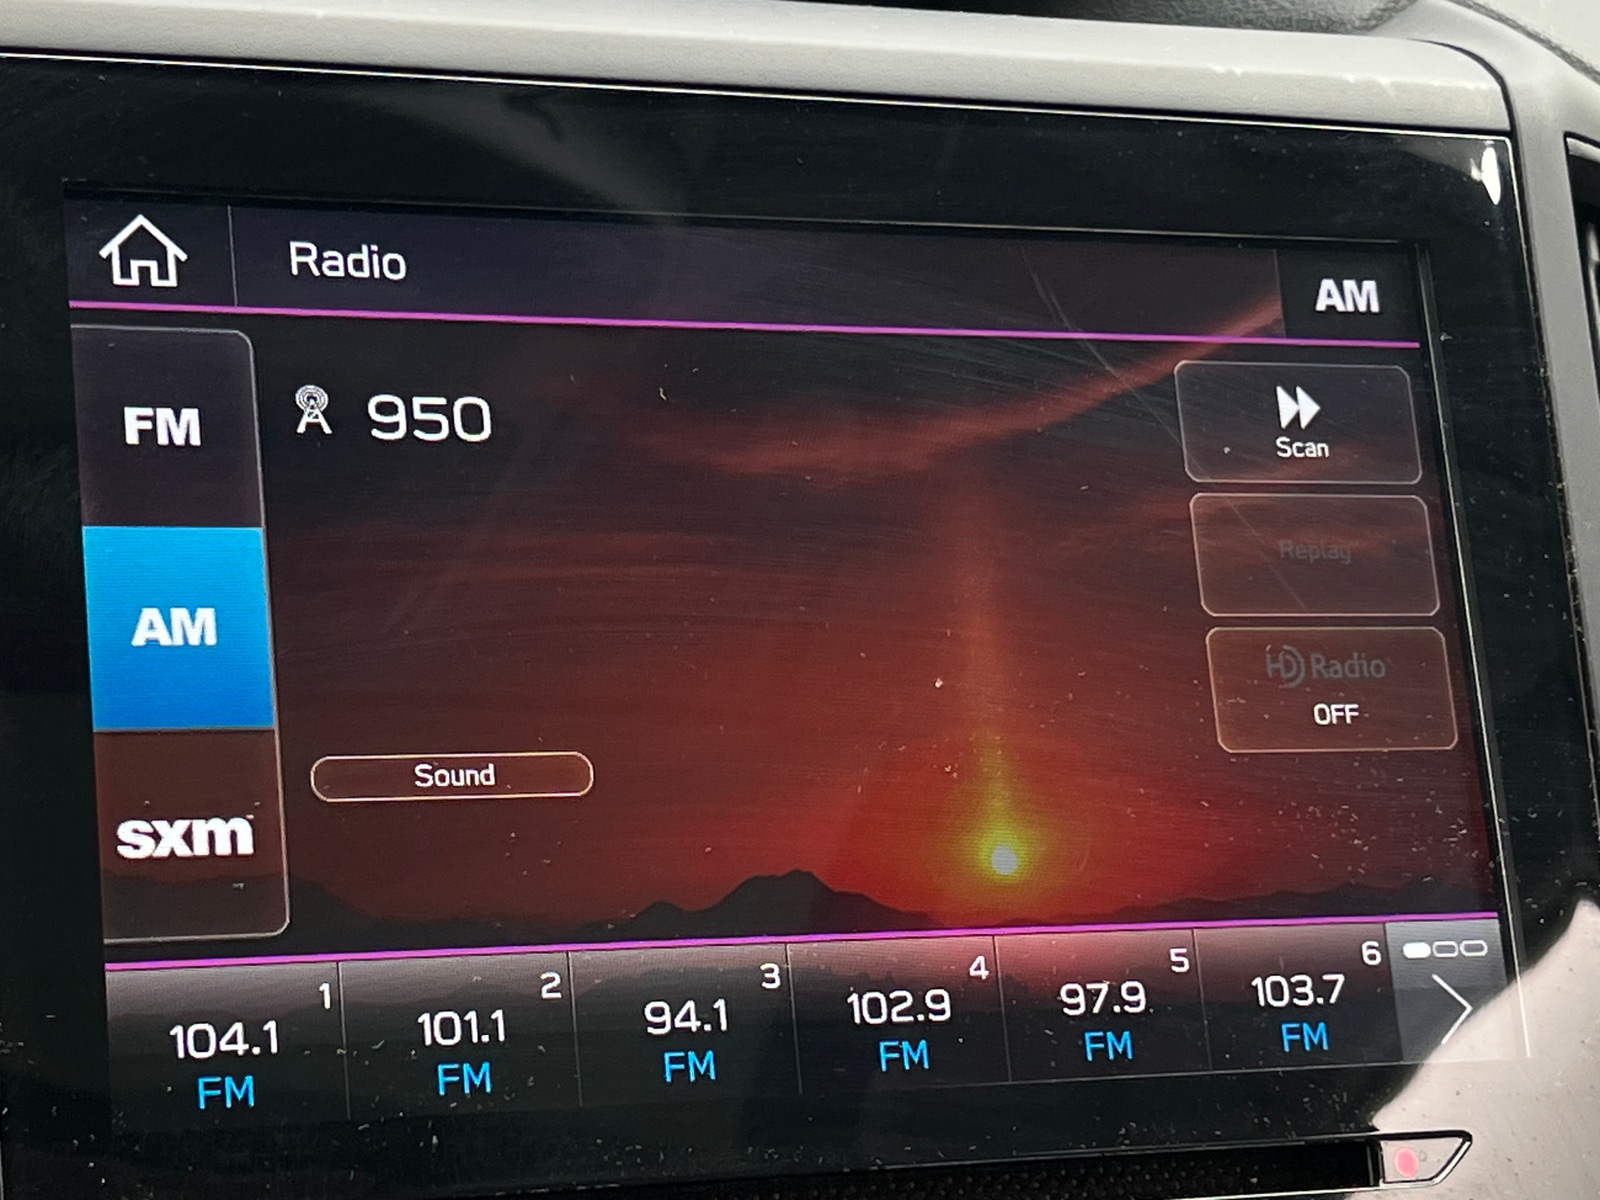 Radio
AM
FM
950
Scan
Replay
AM
HD Radio
OFF
Sound
sxm
1
104.1
FM
2
101.1
FM
3
94.1
FM
4
102.9
FM
5
97.9
FM
6
103.7
FM